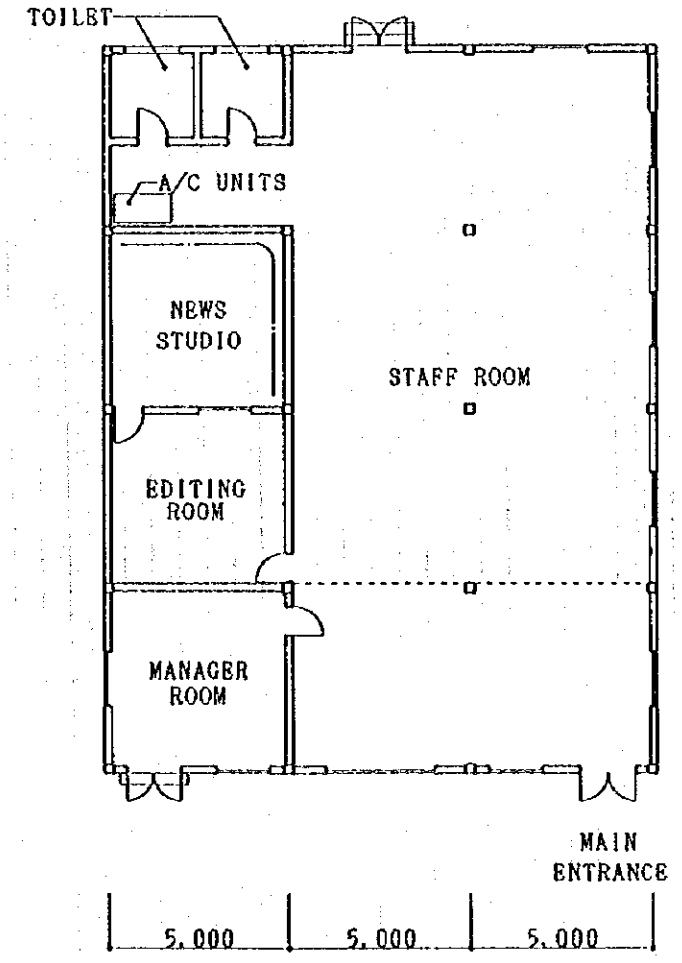 TOILET
A/C UNITS
NEWS
STUDIO
STAFF ROOM
EDITING
ROOM
MANAGER
ROOM
MAIN
ENTRANCE
5,000
5,000
5,000